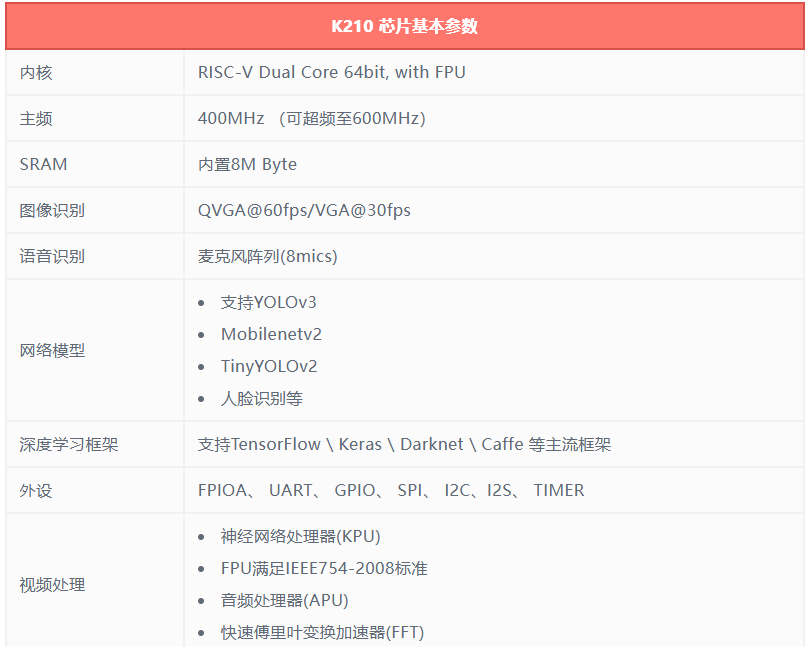 K210 芯片基本参数
内核 RISC-V Dual Core 64bit, with FPU
主频 400MHz （可超频至600MHz）
SRAM 内置8M Byte
图像识别 QVGA@60fps/VGA@30fps
语音识别 麦克风阵列(8mics)
网络模型
• 支持YOLOv3
• Mobilenetv2
• TinyYOLOv2
• 人脸识别等
深度学习框架 支持TensorFlow \ Keras \ Darknet \ Caffe 等主流框架
外设 FPIOA、 UART、 GPIO、 SPI、 I2C、I2S、 TIMER
视频处理
• 神经网络处理器(KPU)
• FPU满足IEEE754-2008标准
• 音频处理器(APU)
• 快速傅里叶变换加速器(FFT)